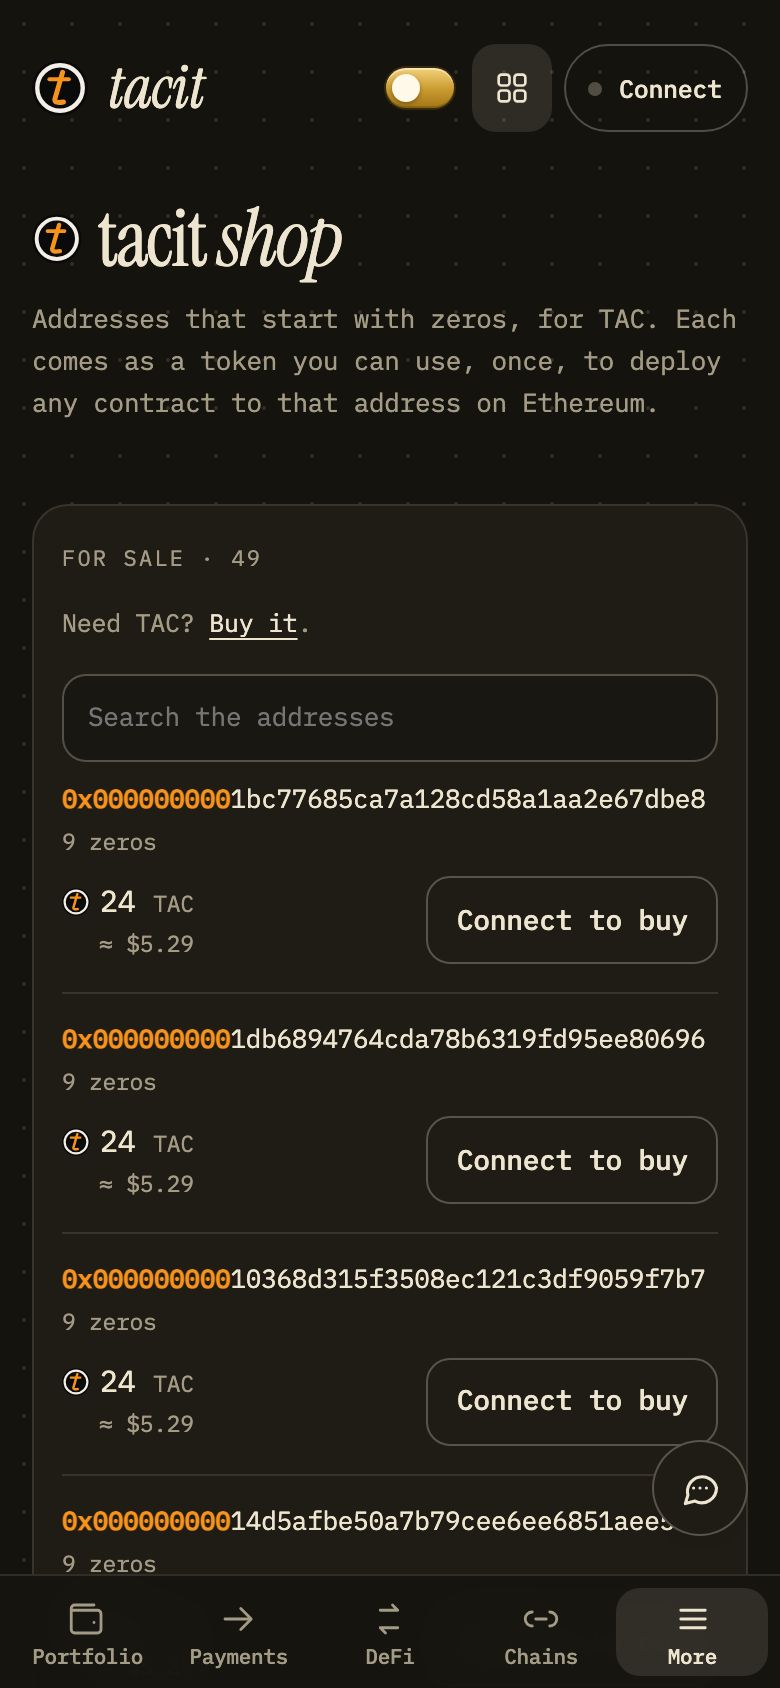 tacit
Connect
tacit shop
Addresses that start with zeros, for TAC. Each
comes as a token you can use, once, to deploy
any contract to that address on Ethereum.
FOR SALE · 49
Need TAC? Buy it.
Search the addresses
0x0000000001bc77685ca7a128cd58a1aa2e67dbe8
9 zeros
24 TAC
Connect to buy
≈ $5.29
0x0000000001db6894764cda78b6319fd95ee80696
9 zeros
24 TAC
Connect to buy
≈ $5.29
0x00000000010368d315f3508ec121c3df9059f7b7
9 zeros
24 TAC
Connect to buy
≈ $5.29
0x00000000014d5afbe50a7b79cee6ee6851aee5
9 zeros
Portfolio
Payments
DeFi
Chains
More